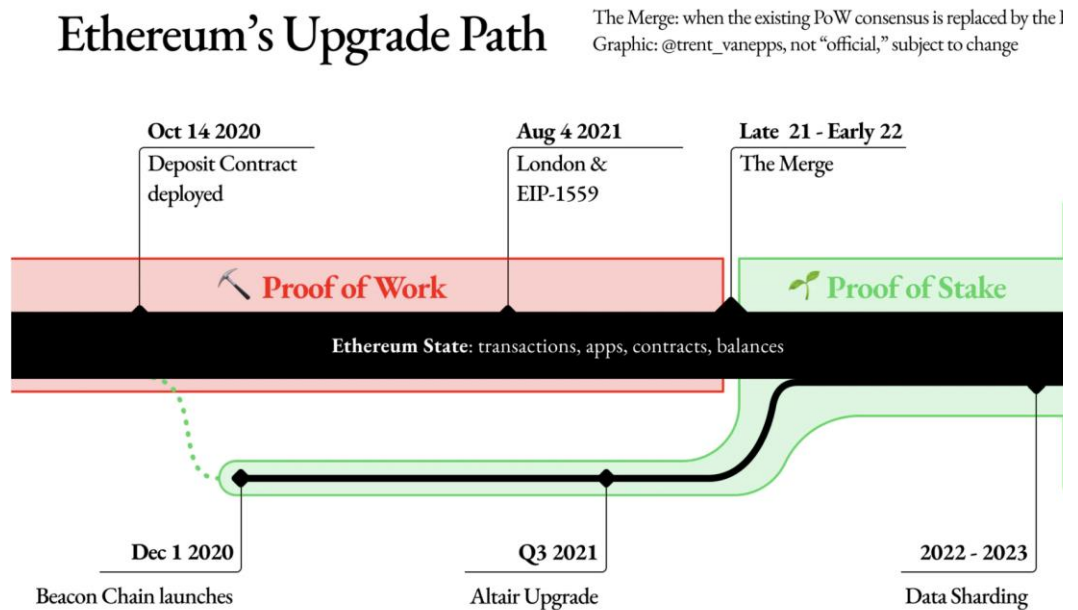 Ethereum’s Upgrade Path
The Merge: when the existing PoW consensus is replaced by the
Graphic: @trent_vanepps, not “official,” subject to change
Oct 14 2020
Deposit Contract
deployed
Aug 4 2021
London &
EIP-1559
Late 21 - Early 22
The Merge
Proof of Work
Proof of Stake
Ethereum State: transactions, apps, contracts, balances
Dec 1 2020
Beacon Chain launches
Q3 2021
Altair Upgrade
2022 - 2023
Data Sharding